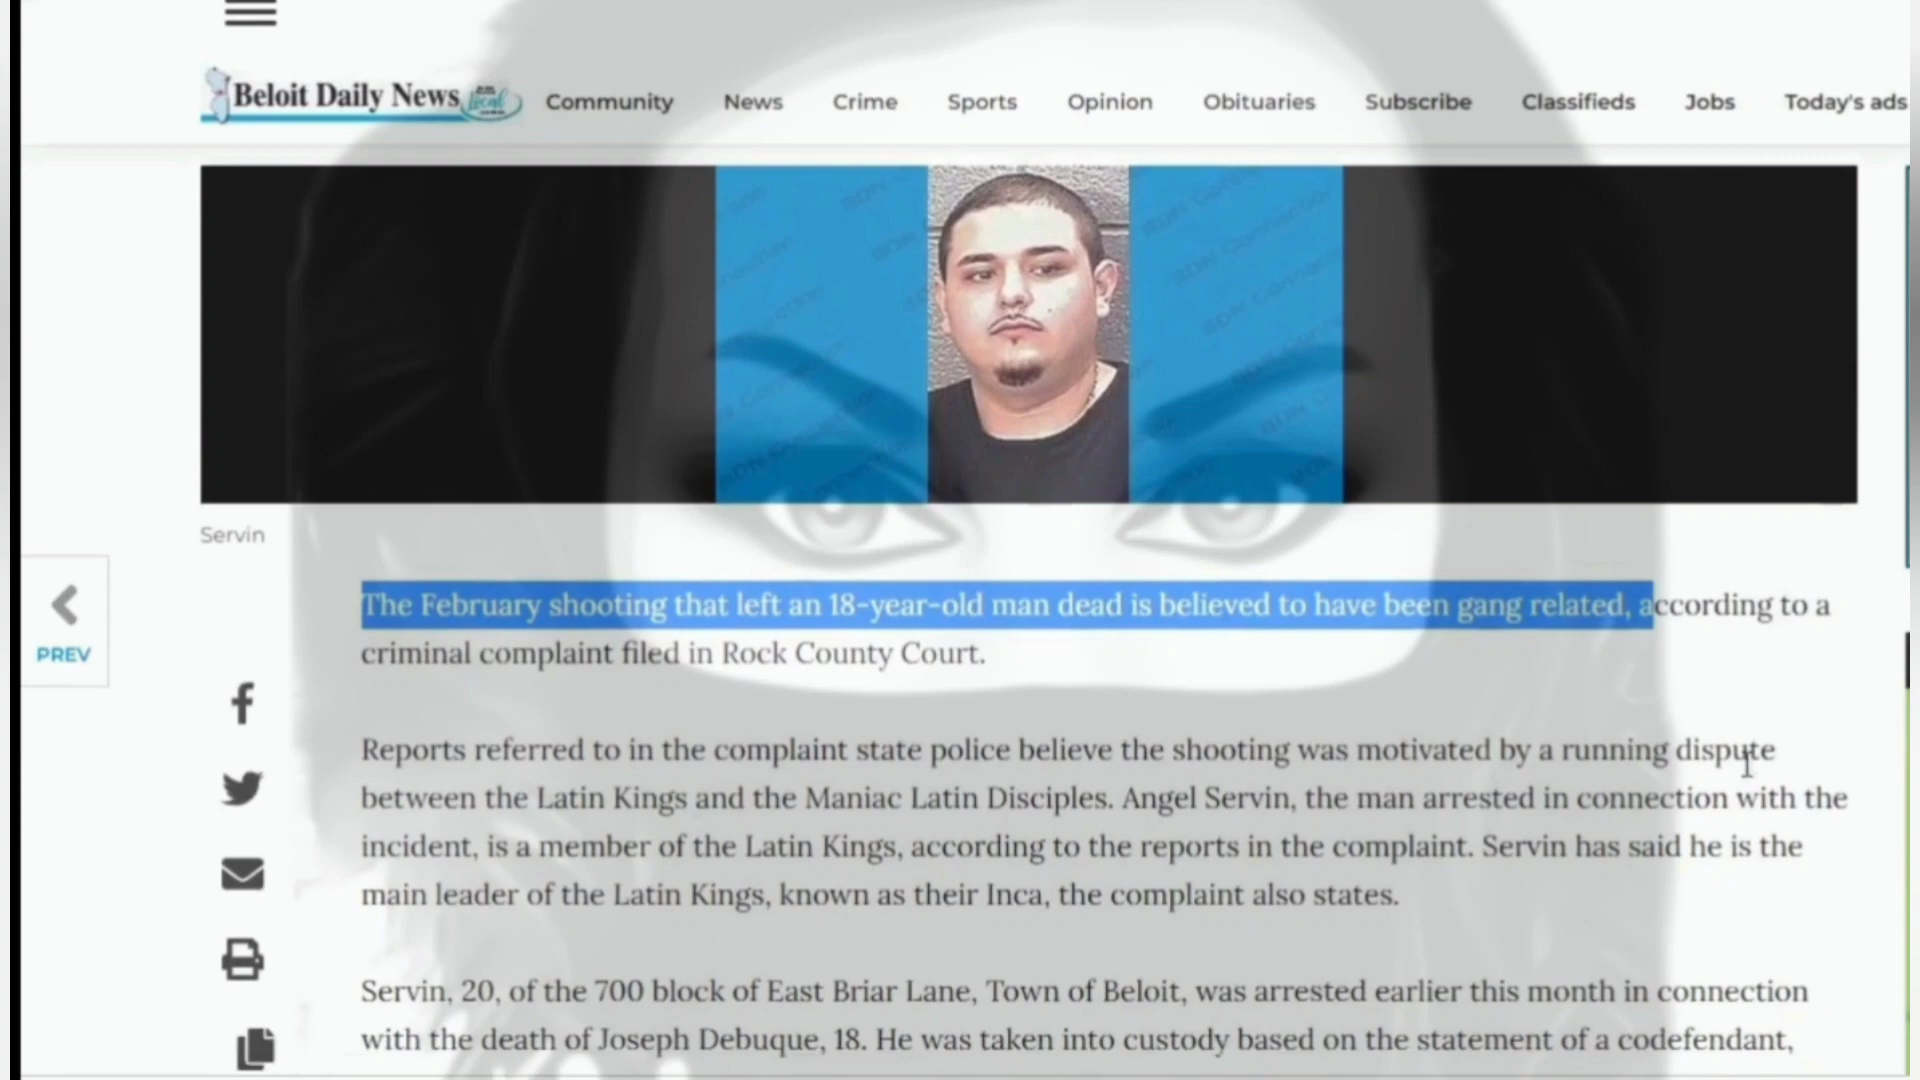 Beloit Daily News
Local
Community News Crime Sports Opinion Obituaries Subscribe Classifieds Jobs Today's ads
Servin
The February shooting that left an 18-year-old man dead is believed to have been gang related, according to a
criminal complaint filed in Rock County Court.
PREV
Reports referred to in the complaint state police believe the shooting was motivated by a running dispute
between the Latin Kings and the Maniac Latin Disciples. Angel Servin, the man arrested in connection with the
incident, is a member of the Latin Kings, according to the reports in the complaint. Servin has said he is the
main leader of the Latin Kings, known as their Inca, the complaint also states.
Servin, 20, of the 700 block of East Briar Lane, Town of Beloit, was arrested earlier this month in connection
with the death of Joseph Debuque, 18. He was taken into custody based on the statement of a codefendant,